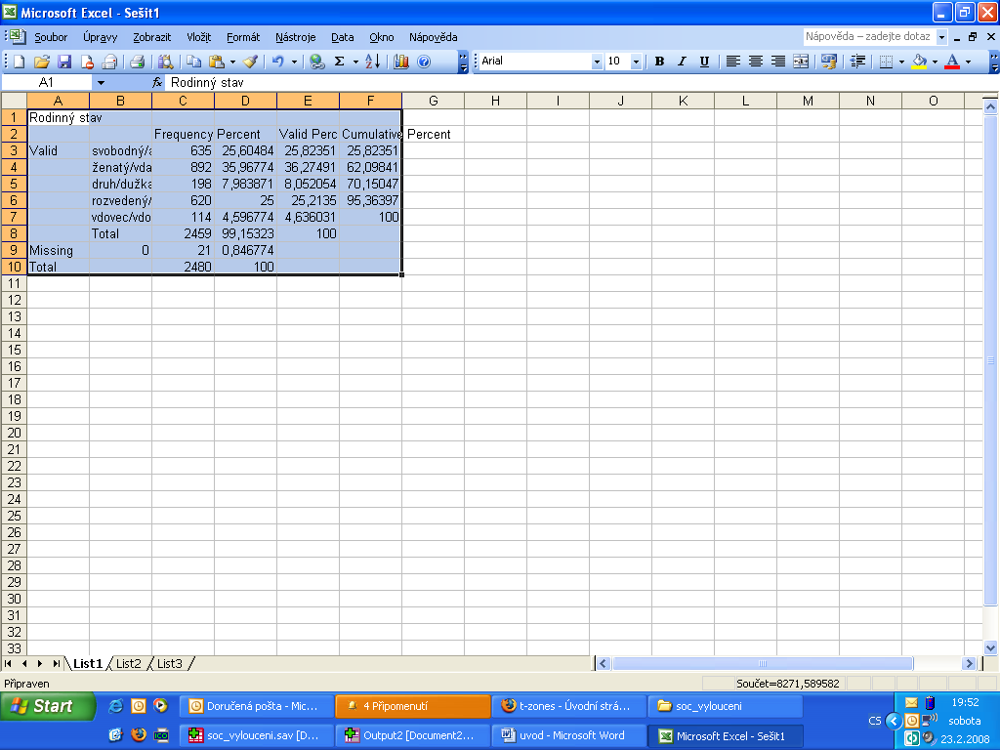 Microsoft Excel - Sešit1
Soubor Úpravy Zobrazit Vložit Formát Nástroje Data Okno Nápověda
Nápověda – zadejte dotaz
Arial 10 B I U
A1 fx Rodinný stav
A B C D E F G H I J K L M N O
1 Rodinný stav
2 Frequency Percent Valid Perc Cumulative Percent
3 Valid svobodný/a 635 25,60484 25,82351 25,82351
4 ženatý/vda 892 35,96774 36,27491 62,09841
5 druh/dužka 198 7,983871 8,052054 70,15047
6 rozvedený/ 620 25 25,2135 95,36397
7 vdovec/vdo 114 4,596774 4,636031 100
8 Total 2459 99,15323 100
9 Missing 0 21 0,846774
10 Total 2480 100
11
12
13
14
15
16
17
18
19
20
21
22
23
24
25
26
27
28
29
30
31
32
33
List1 List2 List3
Připraven
Součet=8271,589582
Start
Doručená pošta - Mic...
4 Připomenutí
t-zones - Úvodní strá...
soc_vylouceni
19:52
CS
sobota
soc_vylouceni.sav [D...
Output2 [Document2...
uvod - Microsoft Word
Microsoft Excel - Sešit1
23.2.2008